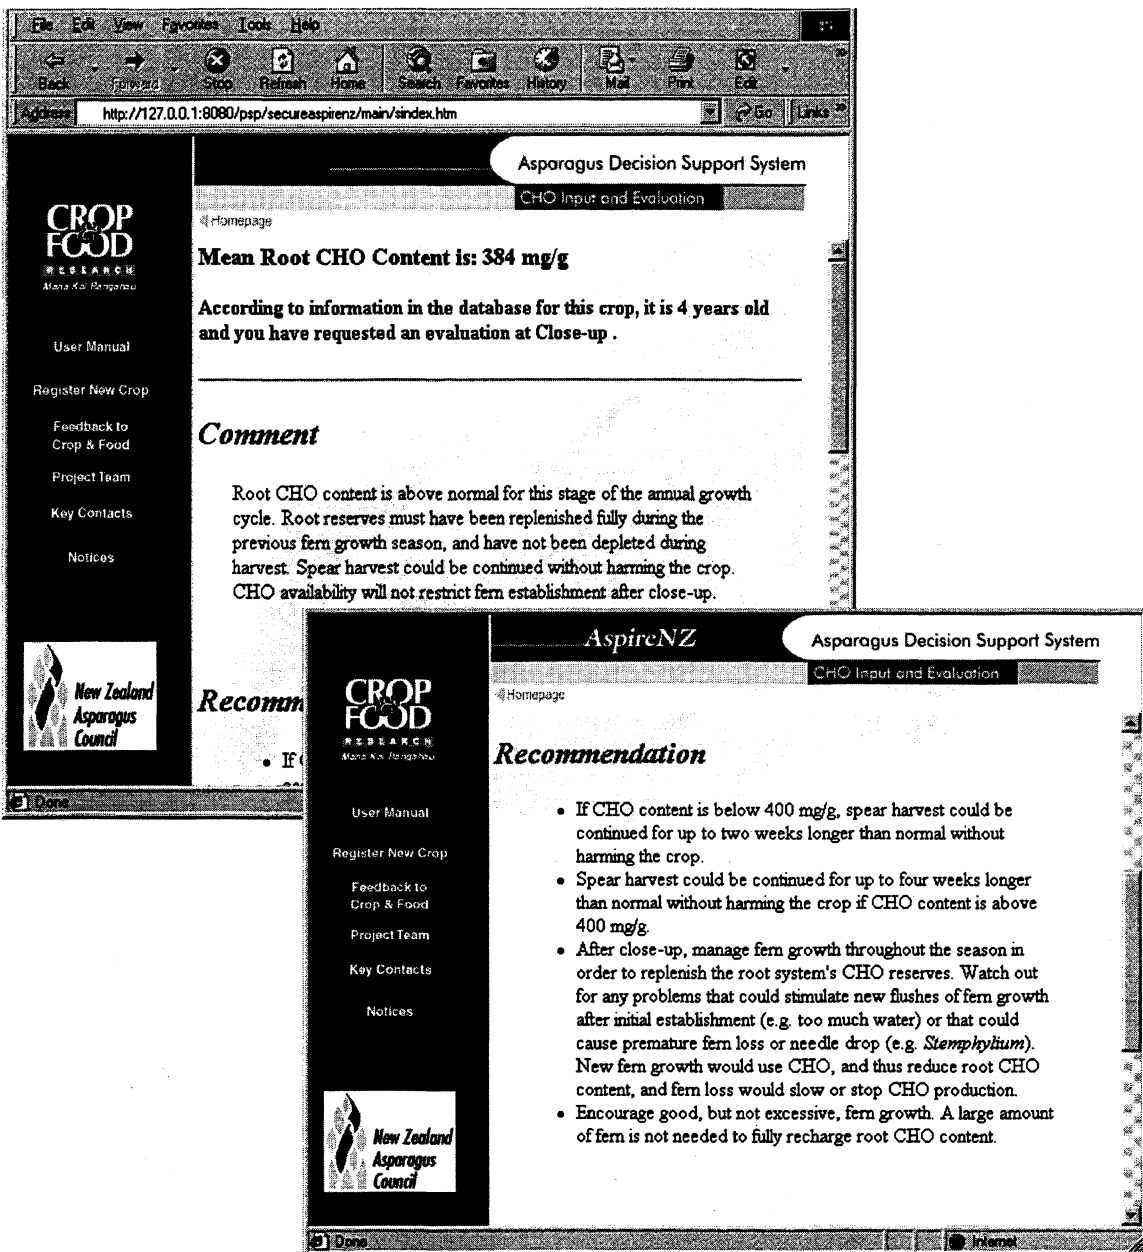 File Edit View Favorites Tools Help
Back Forward Stop Refresh Home Search Favorites History Mail Print Edit
Address http://127.0.0.1:8080/psp/secureaspirenz/main/sindex.htm Go Links
Asparagus Decision Support System
CHO Input and Evaluation
Homepage
CROP
FOOD
RESEARCH
Mana Kai Rangahau
User Manual
Register New Crop
Feedback to
Crop & Food
Project Team
Key Contacts
Notices
New Zealand
Asparagus
Council
Mean Root CHO Content is: 384 mg/g
According to information in the database for this crop, it is 4 years old
and you have requested an evaluation at Close-up .
Comment
Root CHO content is above normal for this stage of the annual growth
cycle. Root reserves must have been replenished fully during the
previous fern growth season, and have not been depleted during
harvest. Spear harvest could be continued without harming the crop.
CHO availability will not restrict fern establishment after close-up.
Recomm
• If
Done
AspireNZ
Asparagus Decision Support System
CHO Input and Evaluation
Homepage
CROP
FOOD
RESEARCH
Mana Kai Rangahau
User Manual
Register New Crop
Feedback to
Crop & Food
Project Team
Key Contacts
Notices
New Zealand
Asparagus
Council
Recommendation
• If CHO content is below 400 mg/g, spear harvest could be
continued for up to two weeks longer than normal without
harming the crop.
• Spear harvest could be continued for up to four weeks longer
than normal without harming the crop if CHO content is above
400 mg/g.
• After close-up, manage fern growth throughout the season in
order to replenish the root system's CHO reserves. Watch out
for any problems that could stimulate new flushes of fern growth
after initial establishment (e.g. too much water) or that could
cause premature fern loss or needle drop (e.g. Stemphylium).
New fern growth would use CHO, and thus reduce root CHO
content, and fern loss would slow or stop CHO production.
• Encourage good, but not excessive, fern growth. A large amount
of fern is not needed to fully recharge root CHO content.
Done Internet